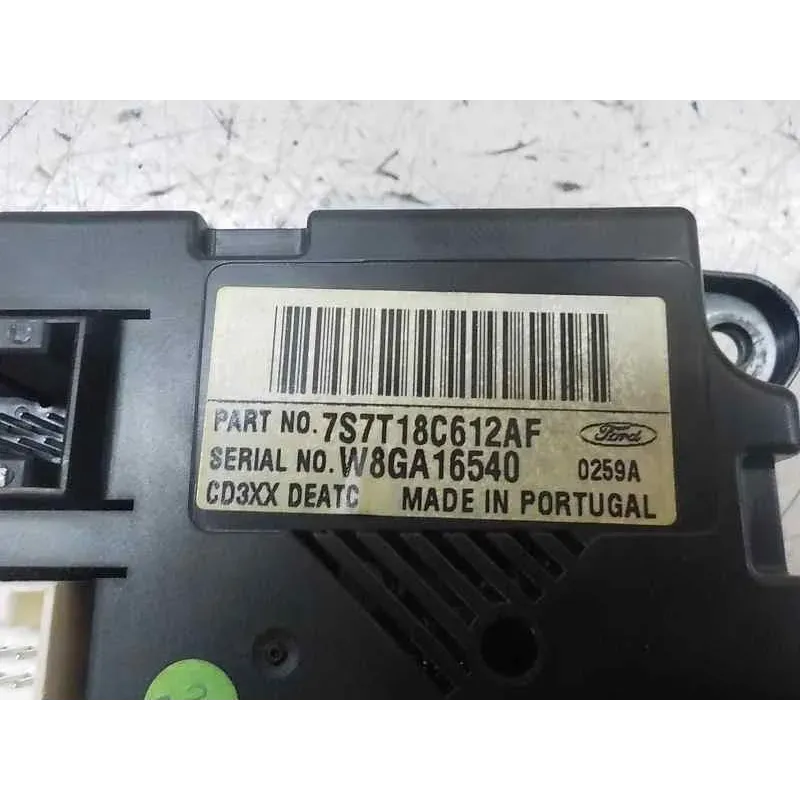 PART NO. 7S7T18C612AF Ford
SERIAL NO. W8GA16540 0259A
CD3XX DEATC MADE IN PORTUGAL